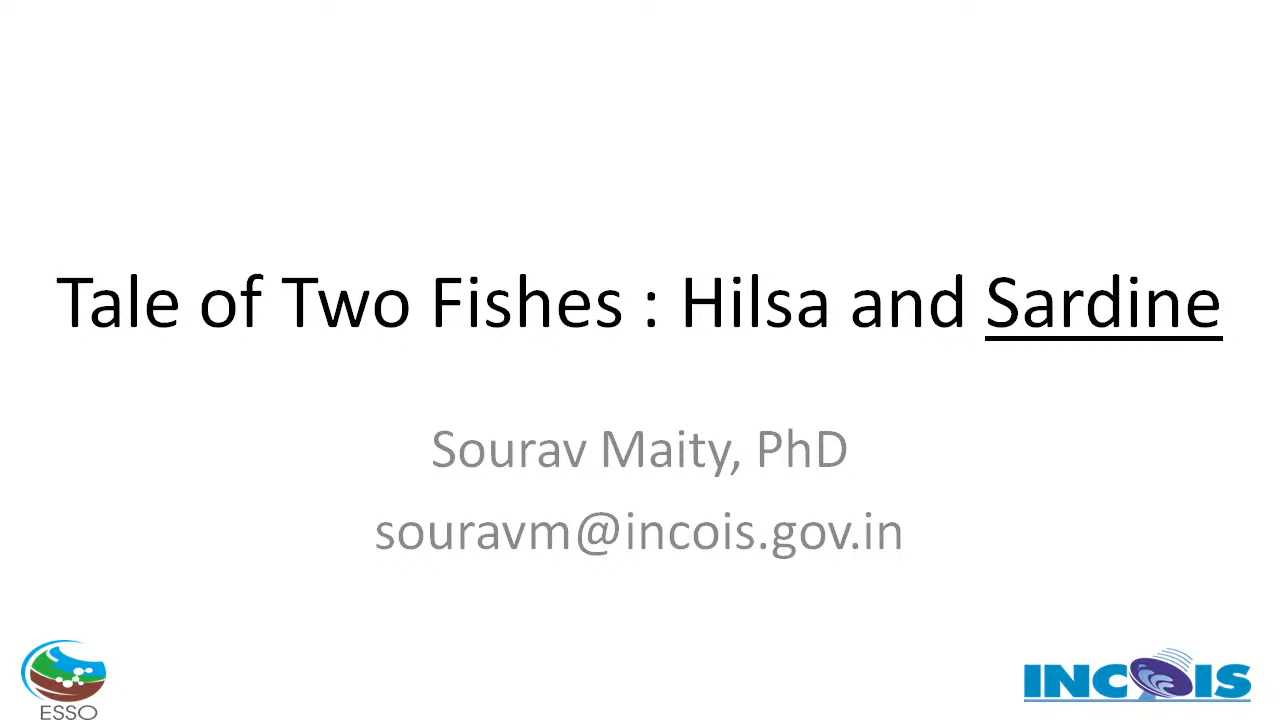 Tale of Two Fishes : Hilsa and Sardine
Sourav Maity, PhD
souravm@incois.gov.in
ESSO
INCOIS